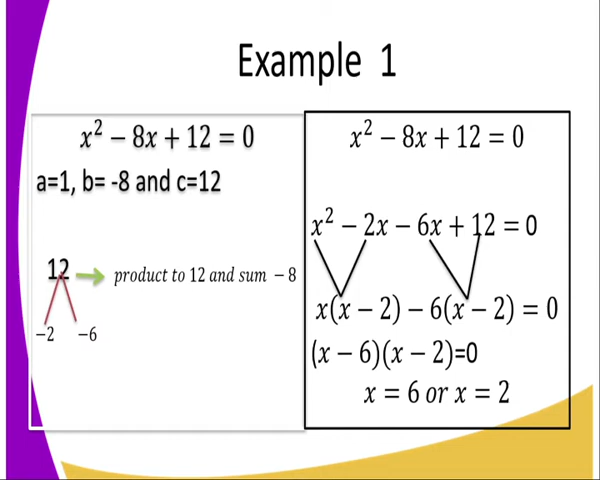 Example 1
x² − 8x + 12 = 0
a=1, b= -8 and c=12
12
product to 12 and sum − 8
−2
−6
x² − 8x + 12 = 0
x² − 2x − 6x + 12 = 0
x(x − 2) − 6(x − 2) = 0
(x − 6)(x − 2)=0
x = 6 or x = 2